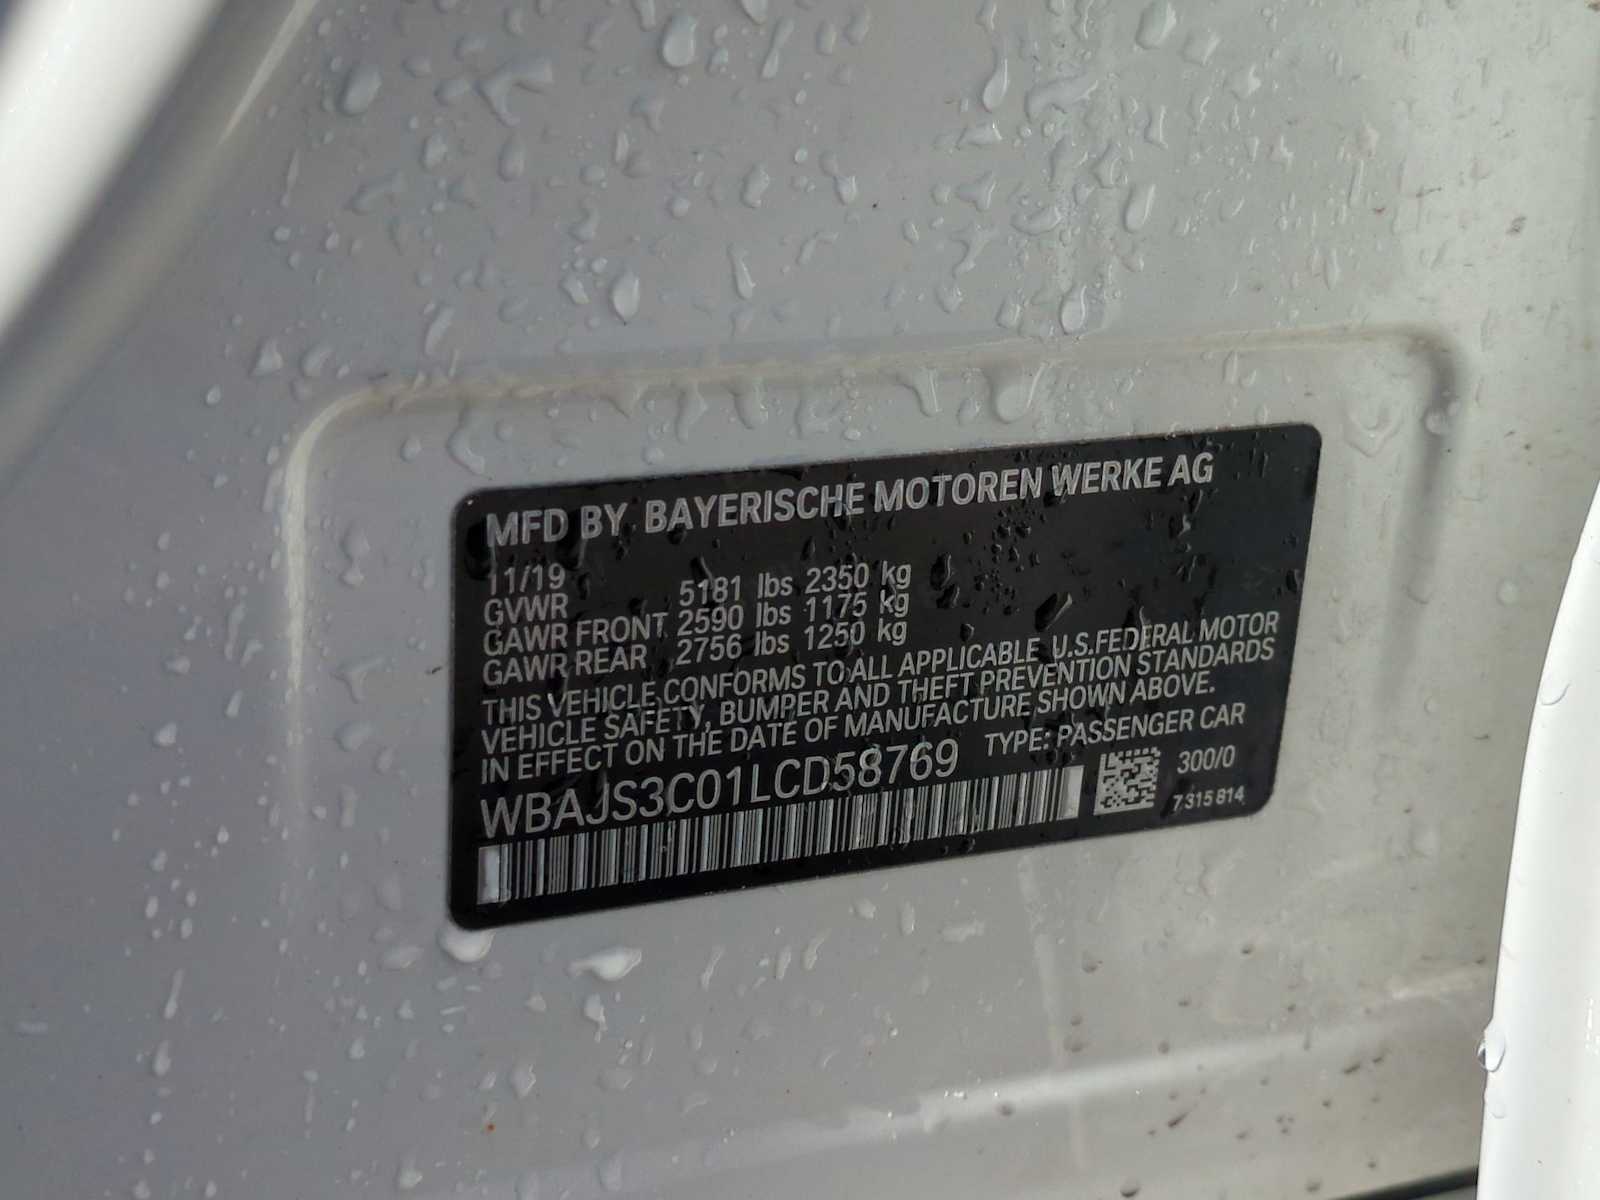 MFD BY BAYERISCHE MOTOREN WERKE AG
11/19
GVWR 5181 lbs 2350 kg
GAWR FRONT 2590 lbs 1175 kg
GAWR REAR 2756 lbs 1250 kg
THIS VEHICLE CONFORMS TO ALL APPLICABLE U.S.FEDERAL MOTOR
VEHICLE SAFETY, BUMPER AND THEFT PREVENTION STANDARDS
IN EFFECT ON THE DATE OF MANUFACTURE SHOWN ABOVE.
WBAJS3C01LCD58769 TYPE: PASSENGER CAR
300/0
7 315 814